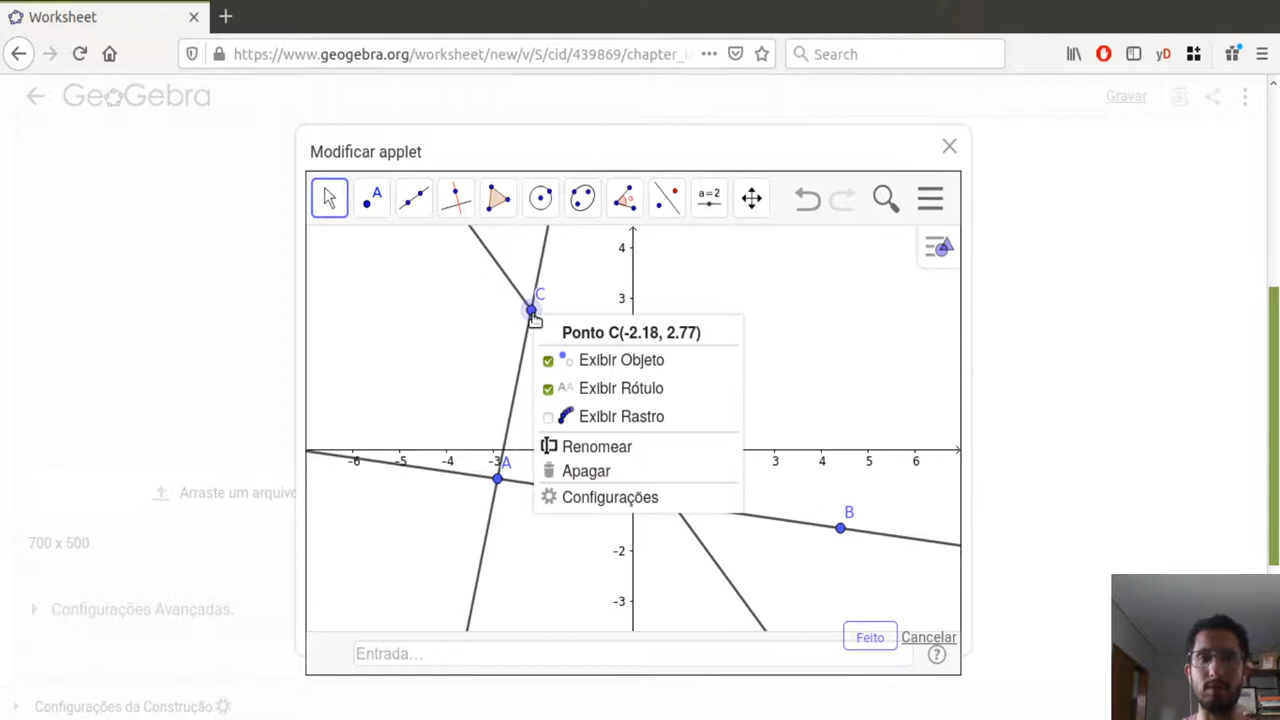 Worksheet
https://www.geogebra.org/worksheet/new/v/S/cid/439869/chapter_i
Search
yD
GeoGebra
Gravar
Modificar applet
A
a=2
4
3
C
Ponto C(-2.18, 2.77)
Exibir Objeto
AA Exibir Rótulo
Exibir Rastro
Renomear
Apagar
Configurações
-6 -5 -4 -3 3 4 5 6
A
B
-2
-3
Arraste um arquivo
700 x 500
Configurações Avançadas.
Feito Cancelar
Entrada…
Configurações da Construção